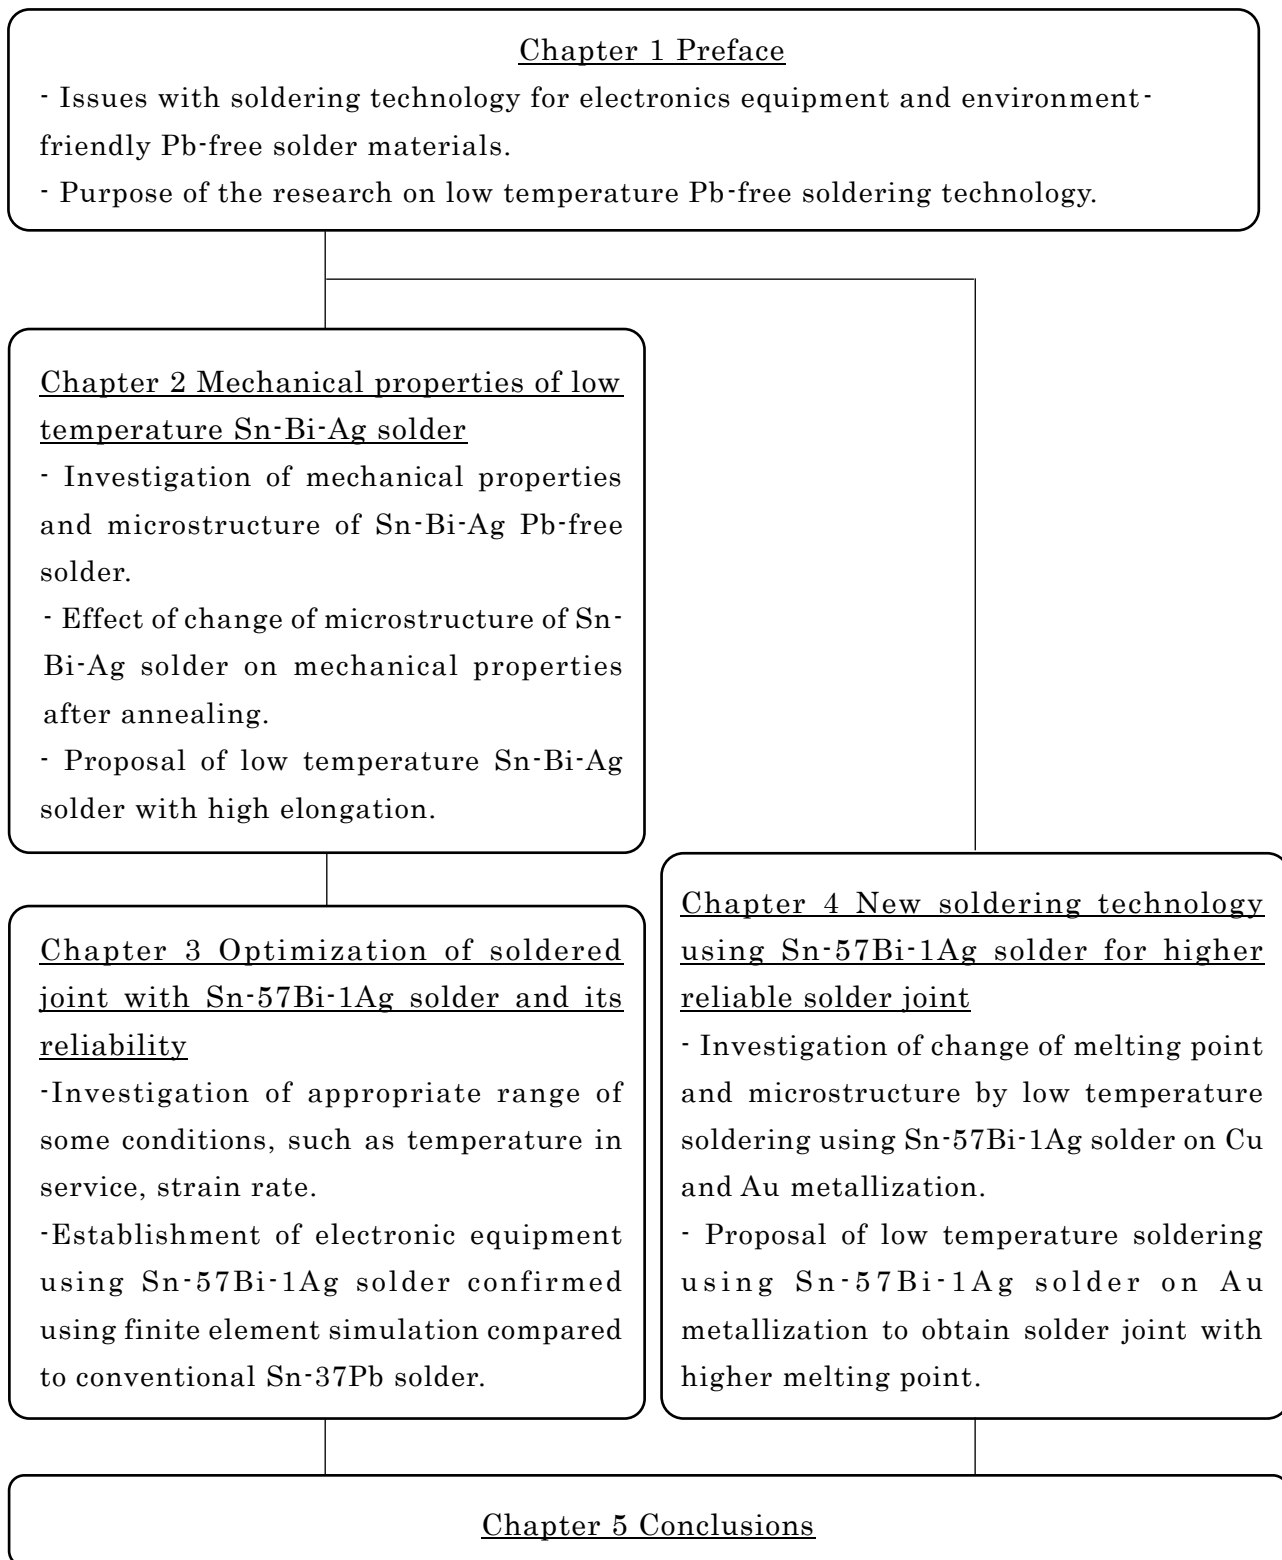 Chapter 1 Preface
- Issues with soldering technology for electronics equipment and environment-
friendly Pb-free solder materials.
- Purpose of the research on low temperature Pb-free soldering technology.
Chapter 2 Mechanical properties of low
temperature Sn-Bi-Ag solder
- Investigation of mechanical properties
and microstructure of Sn-Bi-Ag Pb-free
solder.
- Effect of change of microstructure of Sn-
Bi-Ag solder on mechanical properties
after annealing.
- Proposal of low temperature Sn-Bi-Ag
solder with high elongation.
Chapter 3 Optimization of soldered
joint with Sn-57Bi-1Ag solder and its
reliability
-Investigation of appropriate range of
some conditions, such as temperature in
service, strain rate.
-Establishment of electronic equipment
using Sn-57Bi-1Ag solder confirmed
using finite element simulation compared
to conventional Sn-37Pb solder.
Chapter 4 New soldering technology
using Sn-57Bi-1Ag solder for higher
reliable solder joint
- Investigation of change of melting point
and microstructure by low temperature
soldering using Sn-57Bi-1Ag solder on Cu
and Au metallization.
- Proposal of low temperature soldering
using Sn-57Bi-1Ag solder on Au
metallization to obtain solder joint with
higher melting point.
Chapter 5 Conclusions